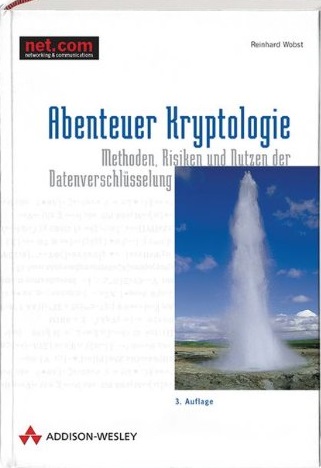 net.com
networking & communications
Reinhard Wobst
Abenteuer Kryptologie
Methoden, Risiken und Nutzen der
Datenverschlüsselung
3. Auflage
ADDISON-WESLEY